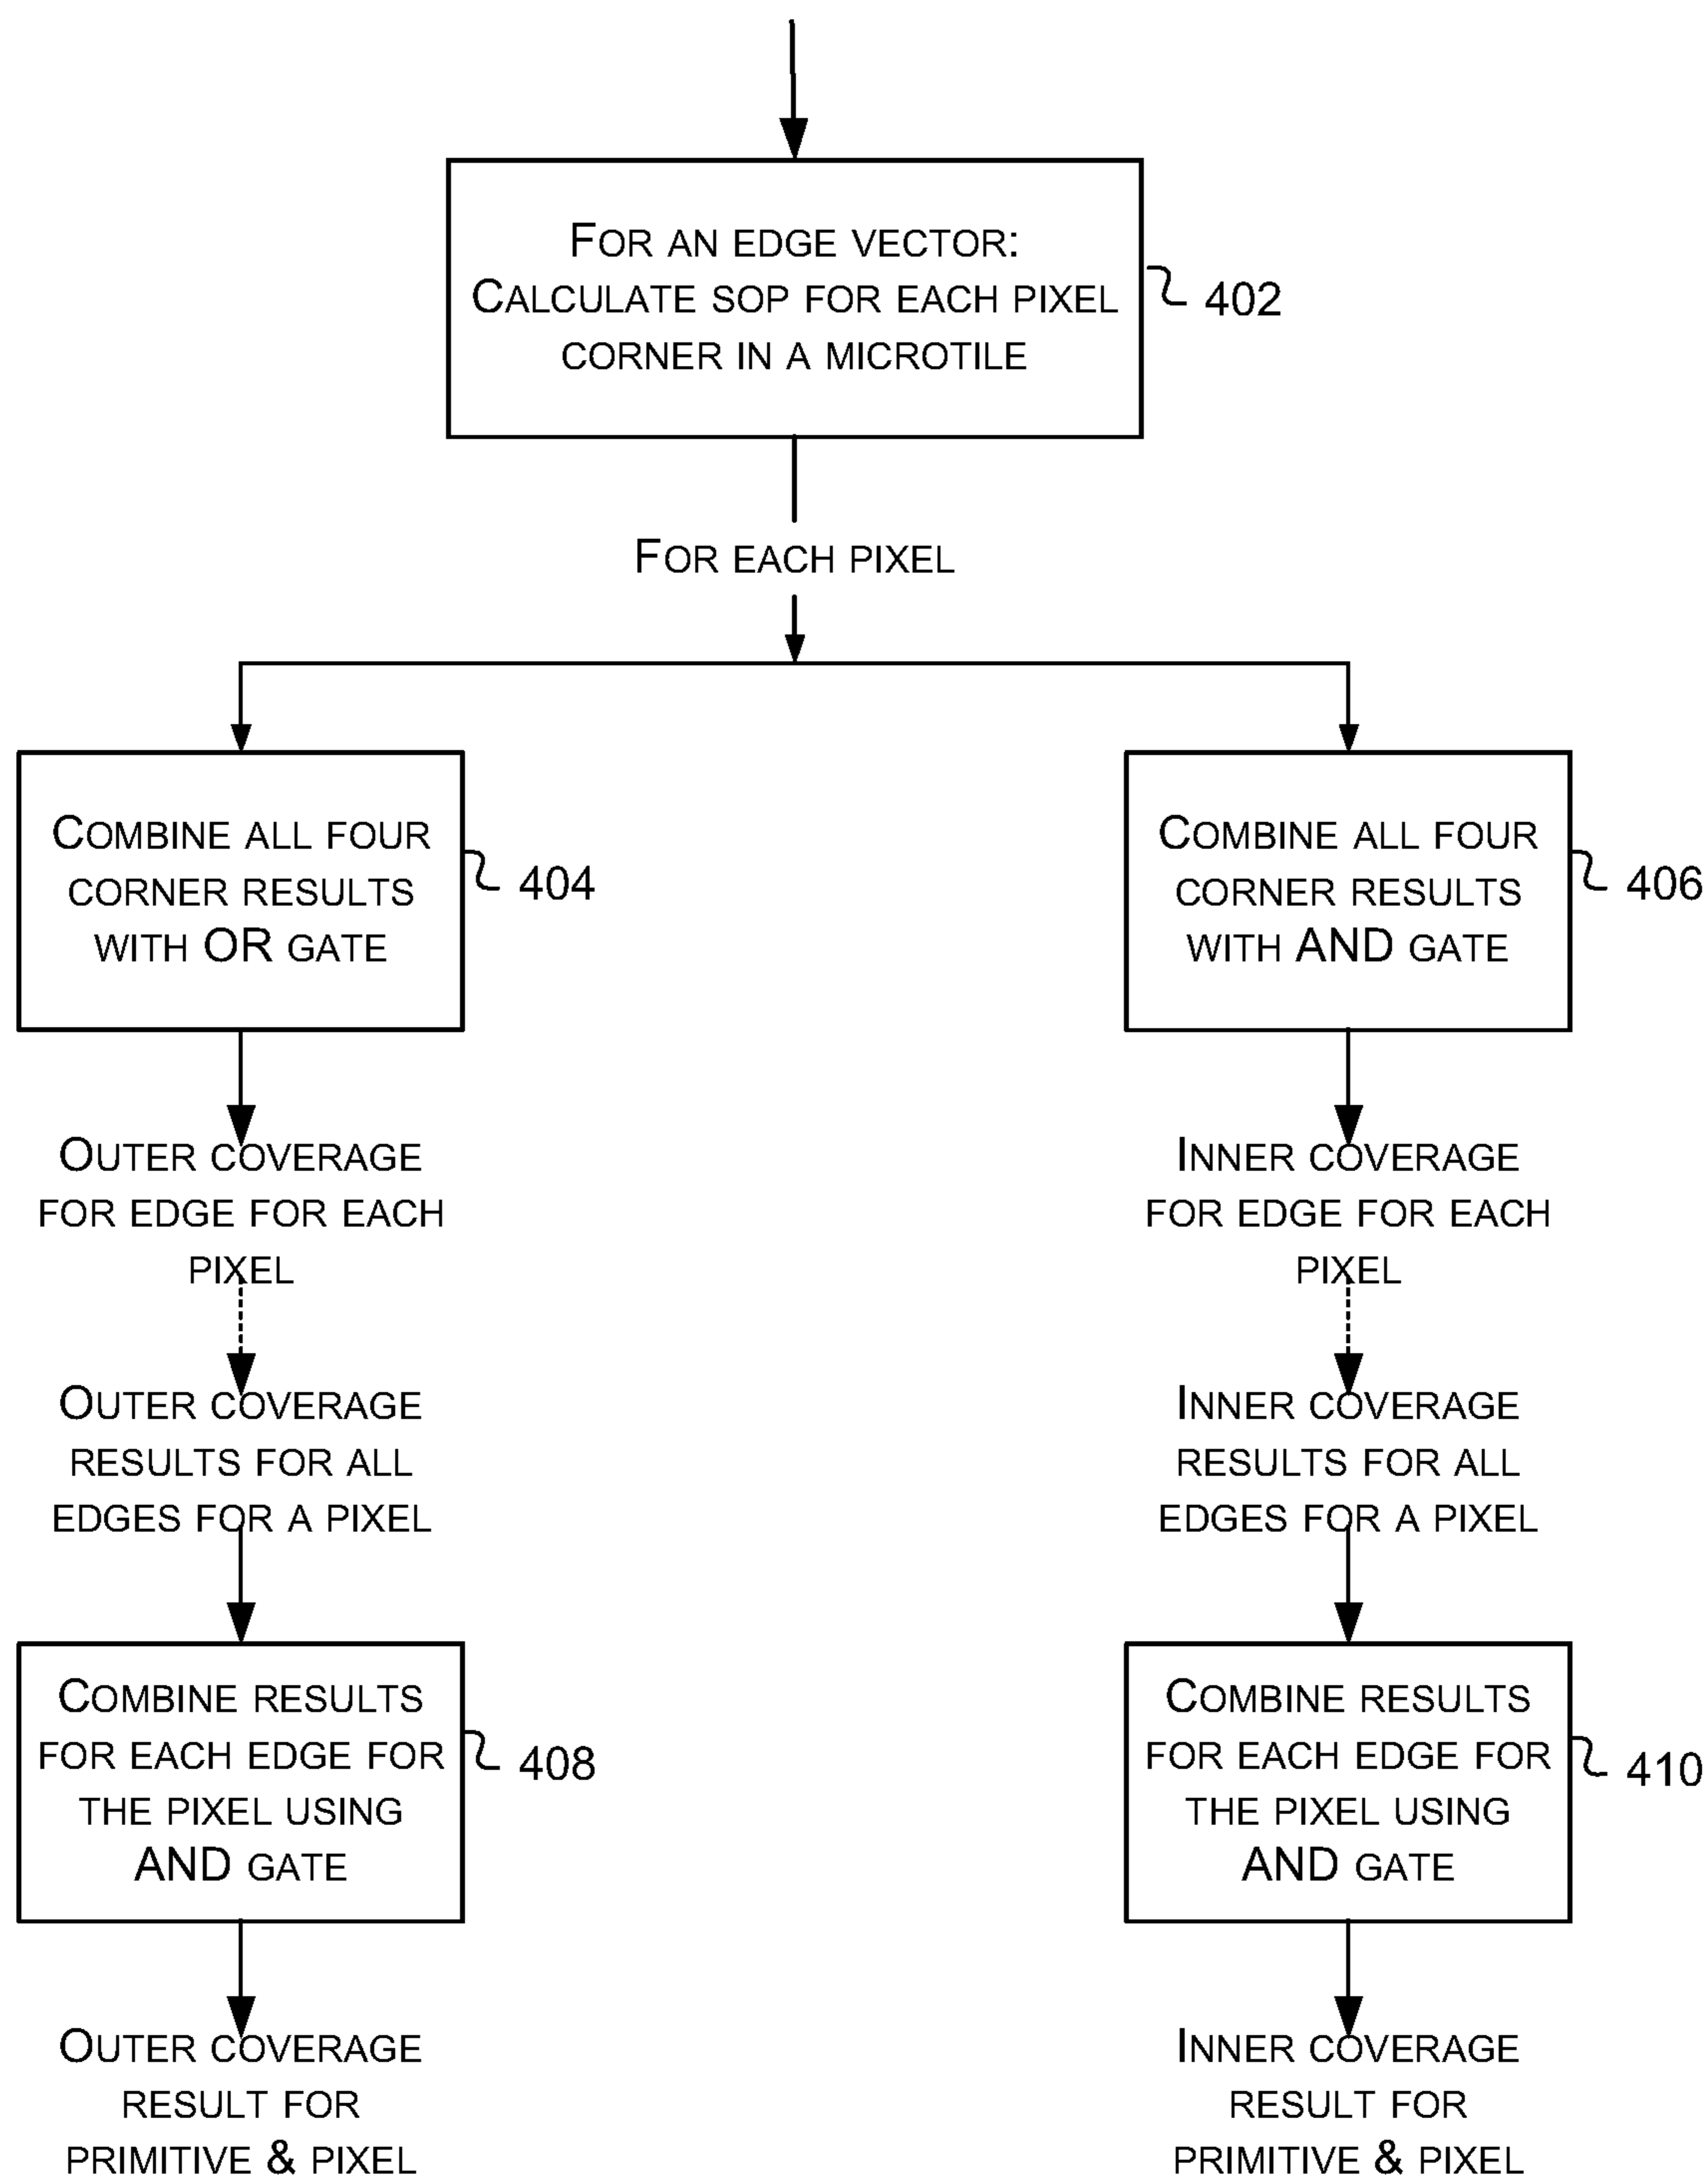 FOR AN EDGE VECTOR:
CALCULATE SOP FOR EACH PIXEL
CORNER IN A MICROTILE
402
FOR EACH PIXEL
COMBINE ALL FOUR
CORNER RESULTS
WITH OR GATE
404
COMBINE ALL FOUR
CORNER RESULTS
WITH AND GATE
406
OUTER COVERAGE
FOR EDGE FOR EACH
PIXEL
INNER COVERAGE
FOR EDGE FOR EACH
PIXEL
OUTER COVERAGE
RESULTS FOR ALL
EDGES FOR A PIXEL
INNER COVERAGE
RESULTS FOR ALL
EDGES FOR A PIXEL
COMBINE RESULTS
FOR EACH EDGE FOR
THE PIXEL USING
AND GATE
408
COMBINE RESULTS
FOR EACH EDGE FOR
THE PIXEL USING
AND GATE
410
OUTER COVERAGE
RESULT FOR
PRIMITIVE & PIXEL
INNER COVERAGE
RESULT FOR
PRIMITIVE & PIXEL